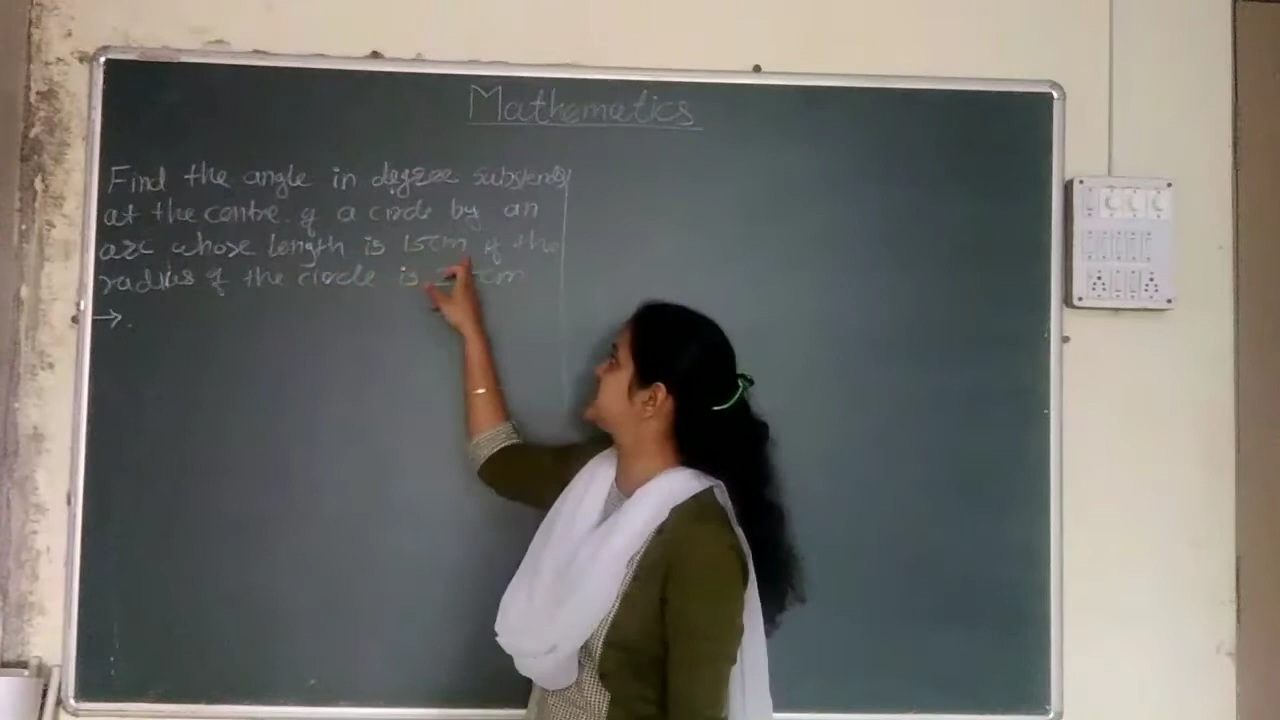 Mathematics
Find the angle in degree
at the centre of a circle by an
arc whose length is 15cm if the
radius of the circle is cm
→.